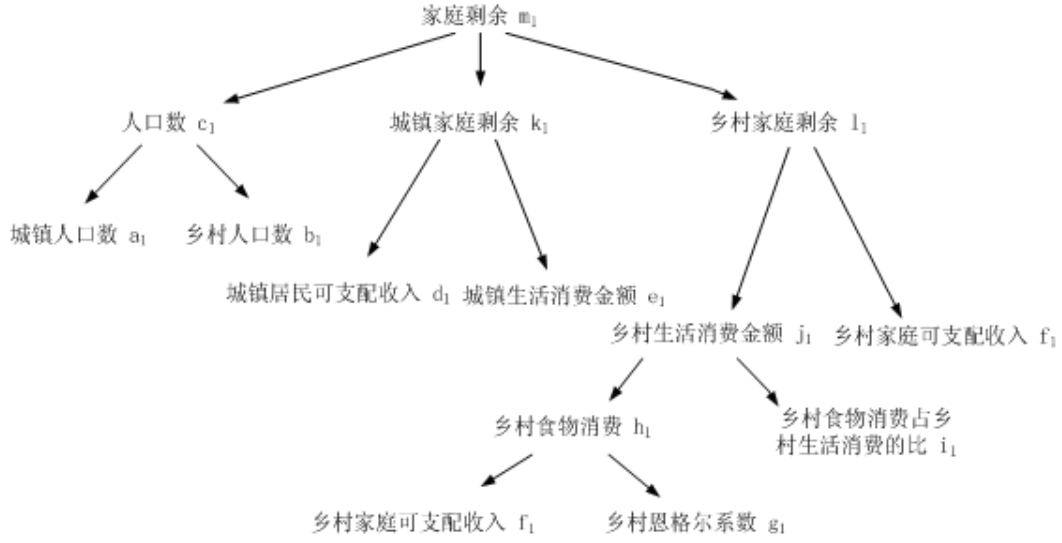 家庭剩余 m₁
人口数 c₁
城镇家庭剩余 k₁
乡村家庭剩余 l₁
城镇人口数 a₁
乡村人口数 b₁
城镇居民可支配收入 d₁
城镇生活消费金额 e₁
乡村生活消费金额 j₁
乡村家庭可支配收入 f₁
乡村食物消费 h₁
乡村食物消费占乡
村生活消费的比 i₁
乡村家庭可支配收入 f₁
乡村恩格尔系数 g₁